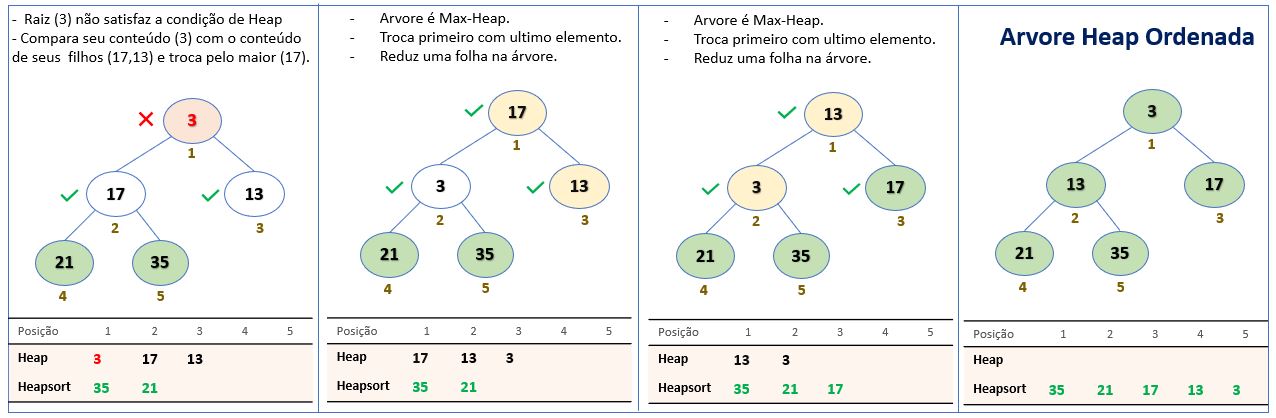 - Raiz (3) não satisfaz a condição de Heap
- Compara seu conteúdo (3) com o conteúdo
de seus filhos (17,13) e troca pelo maior (17).
3
1
17
13
2
3
21
35
4
5
Posição 1 2 3 4 5
Heap 3 17 13
Heapsort 35 21
- Arvore é Max-Heap.
- Troca primeiro com ultimo elemento.
- Reduz uma folha na árvore.
17
1
3
13
2
3
21
35
4
5
Posição 1 2 3 4 5
Heap 17 13 3
Heapsort 35 21
- Arvore é Max-Heap.
- Troca primeiro com ultimo elemento.
- Reduz uma folha na árvore.
13
1
3
17
2
3
21
35
4
5
Posição 1 2 3 4 5
Heap 13 3
Heapsort 35 21 17
Arvore Heap Ordenada
3
1
13
17
2
3
21
35
4
5
Posição 1 2 3 4 5
Heap
Heapsort 35 21 17 13 3